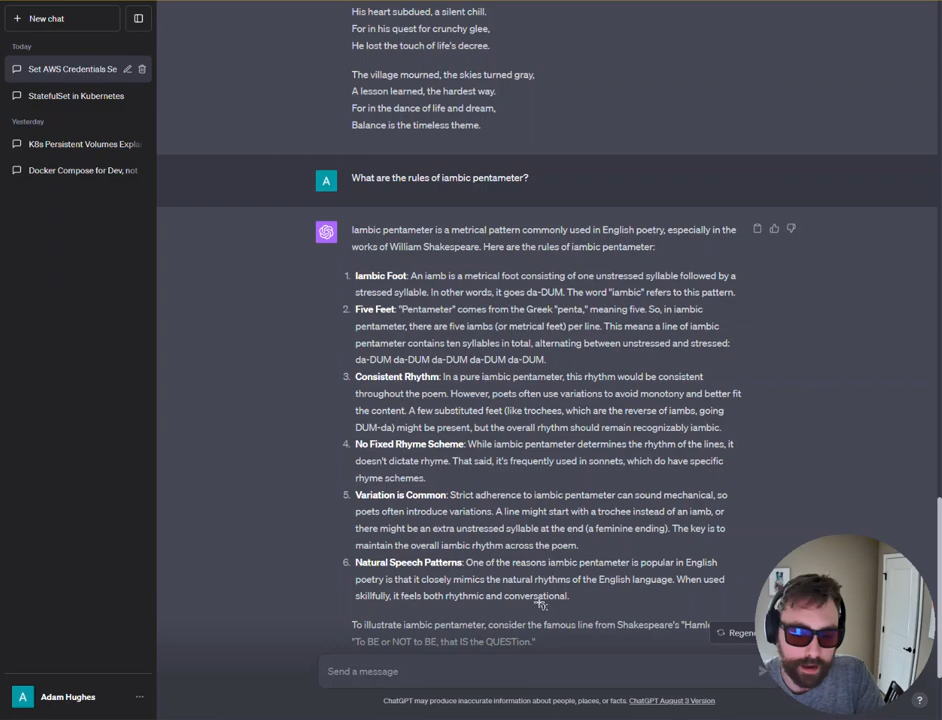 New chat
Today
Set AWS Credentials Se
StatefulSet in Kubernetes
Yesterday
K8s Persistent Volumes Expla
Docker Compose for Dev, not
His heart subdued, a silent chill.
For in his quest for crunchy glee,
He lost the touch of life's decree.
The village mourned, the skies turned gray,
A lesson learned, the hardest way.
For in the dance of life and dream,
Balance is the timeless theme.
A
What are the rules of iambic pentameter?
Iambic pentameter is a metrical pattern commonly used in English poetry, especially in the
works of William Shakespeare. Here are the rules of iambic pentameter:
1. Iambic Foot: An iamb is a metrical foot consisting of one unstressed syllable followed by a
stressed syllable. In other words, it goes da-DUM. The word "iambic" refers to this pattern.
2. Five Feet: "Pentameter" comes from the Greek "penta," meaning five. So, in iambic
pentameter, there are five iambs (or metrical feet) per line. This means a line of iambic
pentameter contains ten syllables in total, alternating between unstressed and stressed:
da-DUM da-DUM da-DUM da-DUM da-DUM.
3. Consistent Rhythm: In a pure iambic pentameter, this rhythm would be consistent
throughout the poem. However, poets often use variations to avoid monotony and better fit
the content. A few substituted feet (like trochees, which are the reverse of iambs, going
DUM-da) might be present, but the overall rhythm should remain recognizably iambic.
4. No Fixed Rhyme Scheme: While iambic pentameter determines the rhythm of the lines, it
doesn't dictate rhyme. That said, it's frequently used in sonnets, which do have specific
rhyme schemes.
5. Variation is Common: Strict adherence to iambic pentameter can sound mechanical, so
poets often introduce variations. A line might start with a trochee instead of an iamb, or
there might be an extra unstressed syllable at the end (a feminine ending). The key is to
maintain the overall iambic rhythm across the poem.
6. Natural Speech Patterns: One of the reasons iambic pentameter is popular in English
poetry is that it closely mimics the natural rhythms of the English language. When used
skillfully, it feels both rhythmic and conversational.
To illustrate iambic pentameter, consider the famous line from Shakespeare's "Hamle
"To BE or NOT to BE, that IS the QUESTion."
Regen
Send a message
ChatGPT may produce inaccurate information about people, places, or facts. ChatGPT August 3 Version
?
A
Adam Hughes